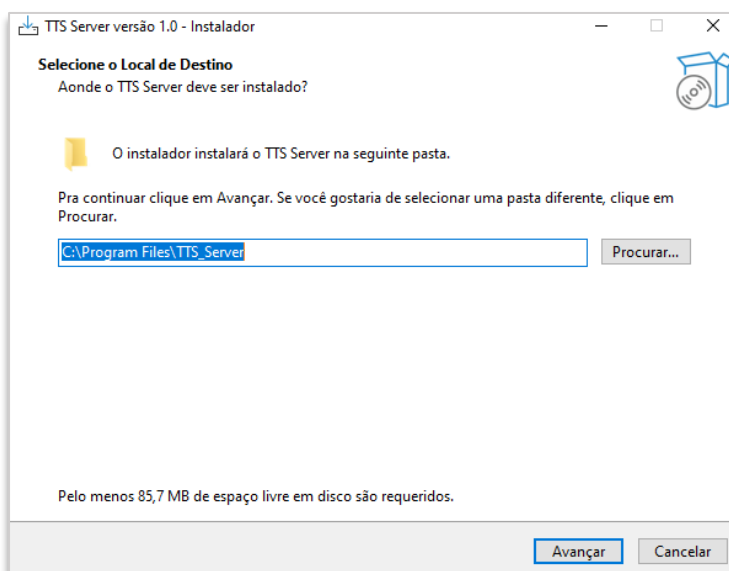 TTS Server versão 1.0 - Instalador
Selecione o Local de Destino
Aonde o TTS Server deve ser instalado?
O instalador instalará o TTS Server na seguinte pasta.
Pra continuar clique em Avançar. Se você gostaria de selecionar uma pasta diferente, clique em
Procurar.
C:\Program Files\TTS_Server
Procurar...
Pelo menos 85,7 MB de espaço livre em disco são requeridos.
Avançar
Cancelar